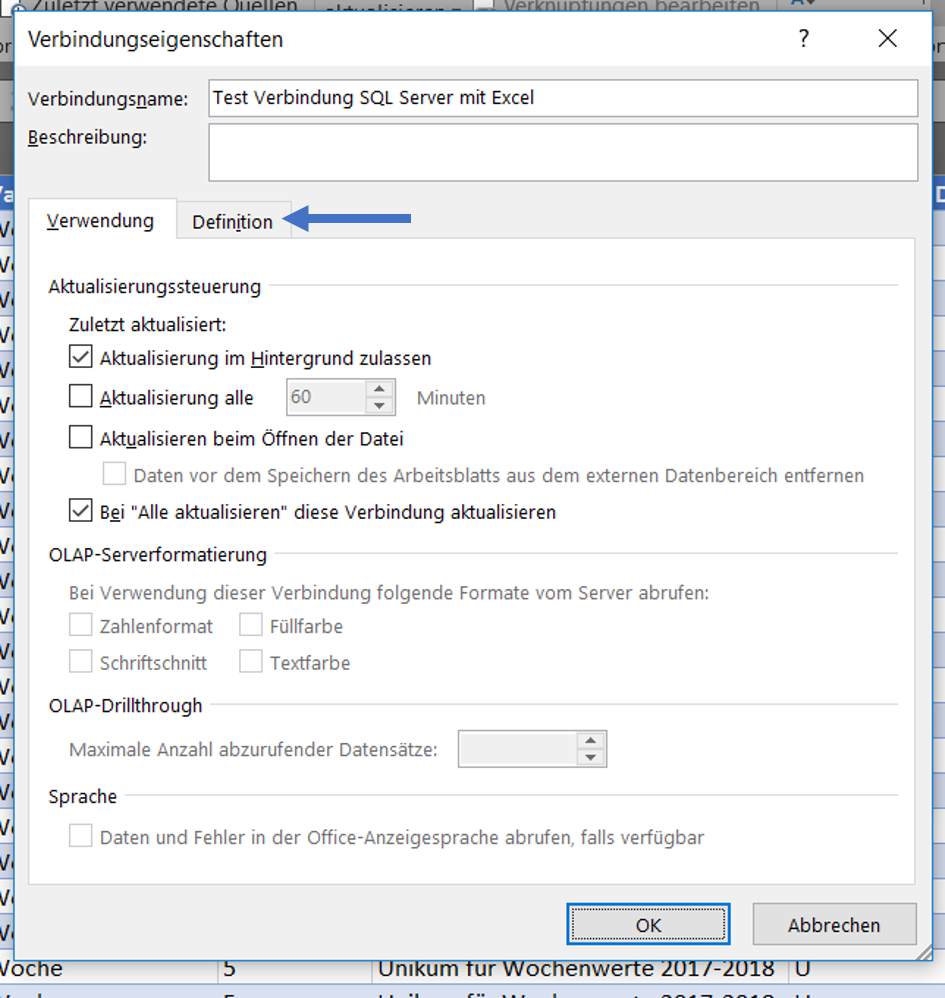 Zuletzt verwendete Quellen aktualisieren Verknüpfungen bearbeiten
Verbindungseigenschaften ?
Verbindungsname: Test Verbindung SQL Server mit Excel
Beschreibung:
Verwendung Definition
Aktualisierungssteuerung
Zuletzt aktualisiert:
Aktualisierung im Hintergrund zulassen
Aktualisierung alle 60 Minuten
Aktualisieren beim Öffnen der Datei
Daten vor dem Speichern des Arbeitsblatts aus dem externen Datenbereich entfernen
Bei "Alle aktualisieren" diese Verbindung aktualisieren
OLAP-Serverformatierung
Bei Verwendung dieser Verbindung folgende Formate vom Server abrufen:
Zahlenformat Füllfarbe
Schriftschnitt Textfarbe
OLAP-Drillthrough
Maximale Anzahl abzurufender Datensätze:
Sprache
Daten und Fehler in der Office-Anzeigesprache abrufen, falls verfügbar
OK Abbrechen
Woche 5 Unikum für Wochenwerte 2017-2018 U